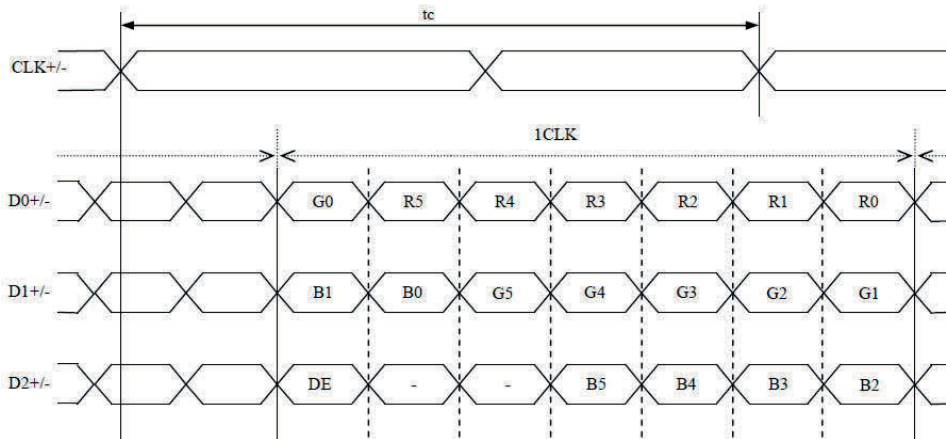 tc
CLK+/-
1CLK
D0+/- G0 R5 R4 R3 R2 R1 R0
D1+/- B1 B0 G5 G4 G3 G2 G1
D2+/- DE - - B5 B4 B3 B2